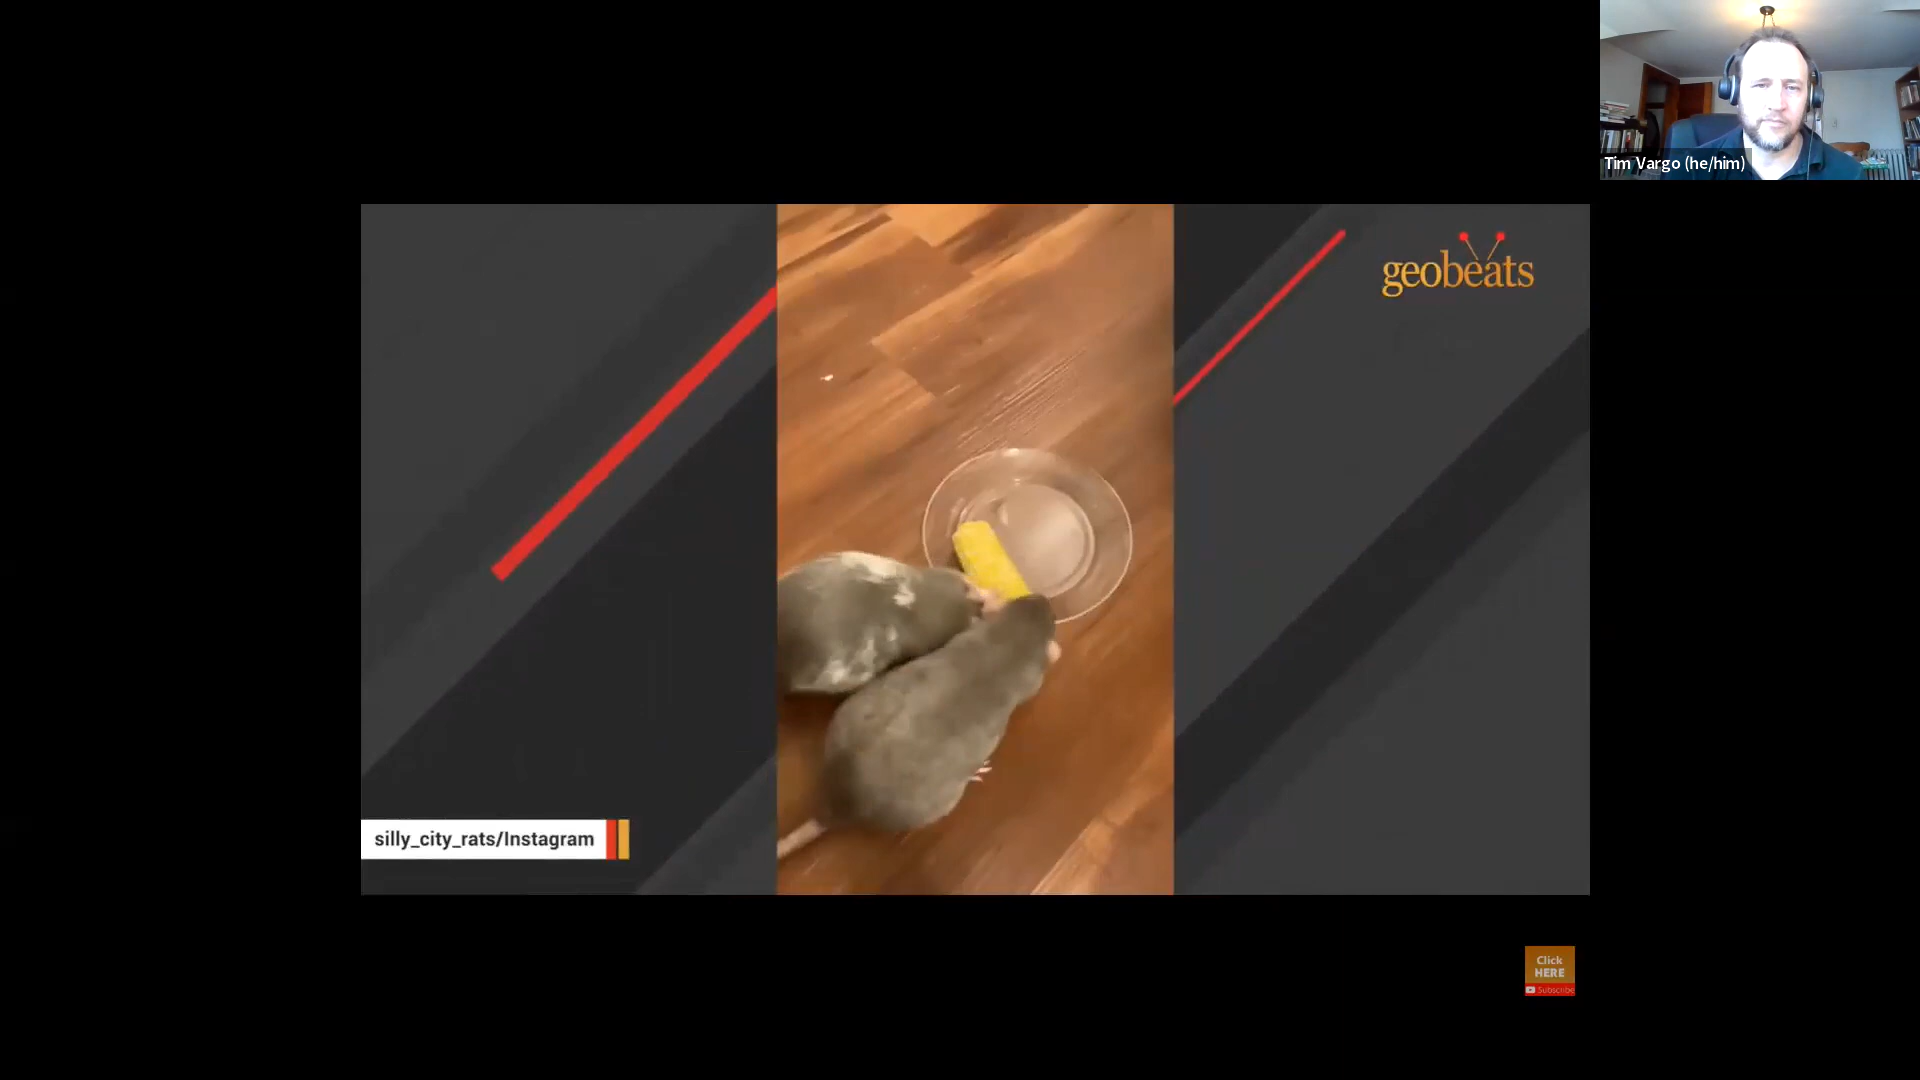 Tim Vargo (he/him)
geobeats
silly_city_rats/Instagram
Click
HERE
Subscribe